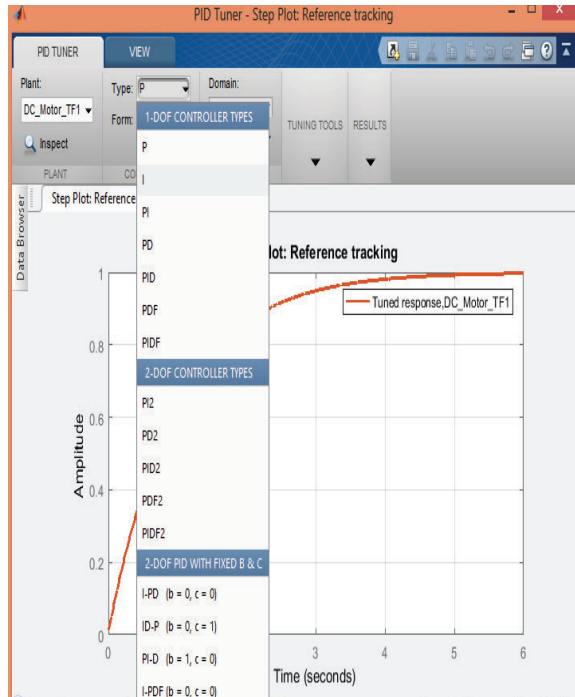 PID Tuner - Step Plot: Reference tracking
PID TUNER
VIEW
Plant:
DC_Motor_TF1
Inspect
PLANT
Type: P
Form:
Domain:
TUNING TOOLS
RESULTS
Data Browser
Step Plot: Reference
1-DOF CONTROLLER TYPES
P
I
PI
PD
PID
PDF
PIDF
2-DOF CONTROLLER TYPES
PI2
PD2
PID2
PDF2
PIDF2
2-DOF PID WITH FIXED B & C
I-PD (b = 0, c = 0)
ID-P (b = 0, c = 1)
PI-D (b = 1, c = 0)
I-PDF (b = 0, c = 0)
lot: Reference tracking
Tuned response,DC_Motor_TF1
Amplitude
1
0.8
0.6
0.4
0.2
0
0
3
4
5
6
Time (seconds)